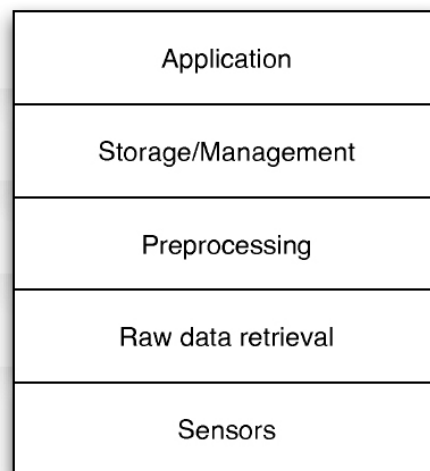 Application
Storage/Management
Preprocessing
Raw data retrieval
Sensors